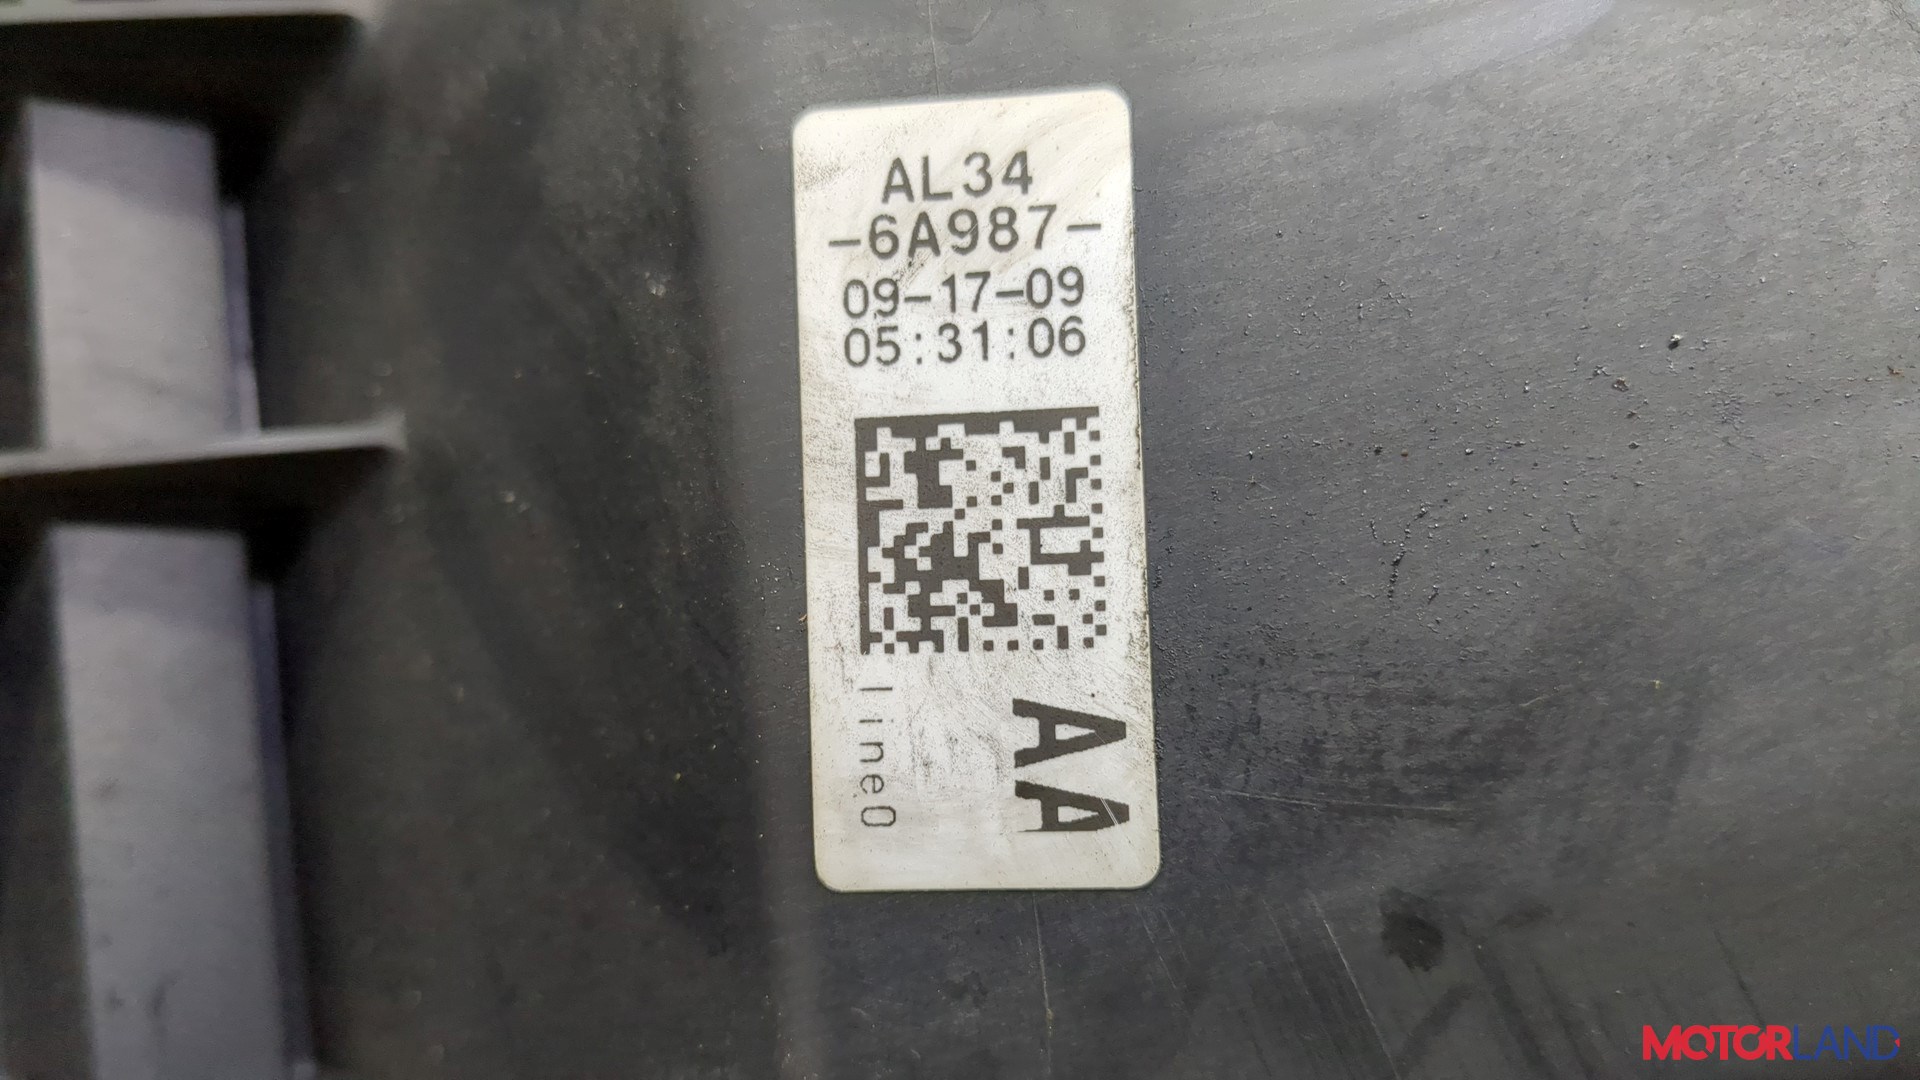 AL34
-6A987-
09-17-09
05:31:06
AA
line0
MOTORLAND